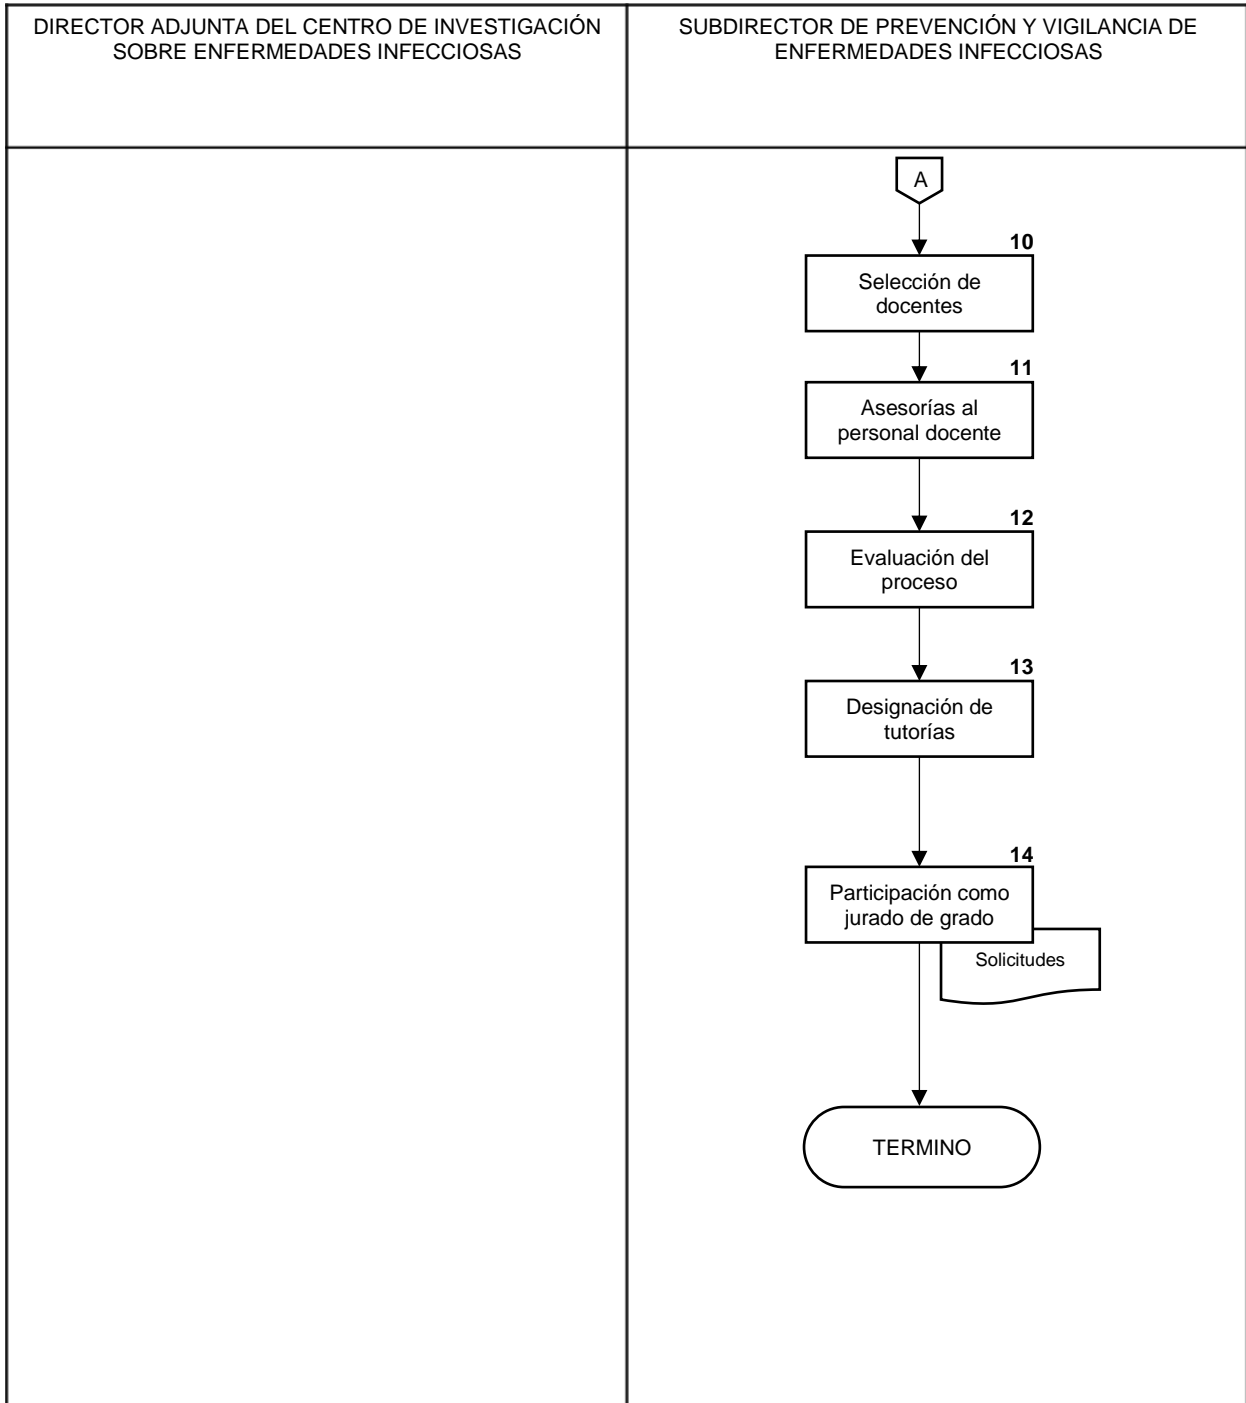 DIRECTOR ADJUNTA DEL CENTRO DE INVESTIGACIÓN
SOBRE ENFERMEDADES INFECCIOSAS
SUBDIRECTOR DE PREVENCIÓN Y VIGILANCIA DE
ENFERMEDADES INFECCIOSAS
A
10
Selección de
docentes
11
Asesorías al
personal docente
12
Evaluación del
proceso
13
Designación de
tutorías
14
Participación como
jurado de grado
Solicitudes
TERMINO